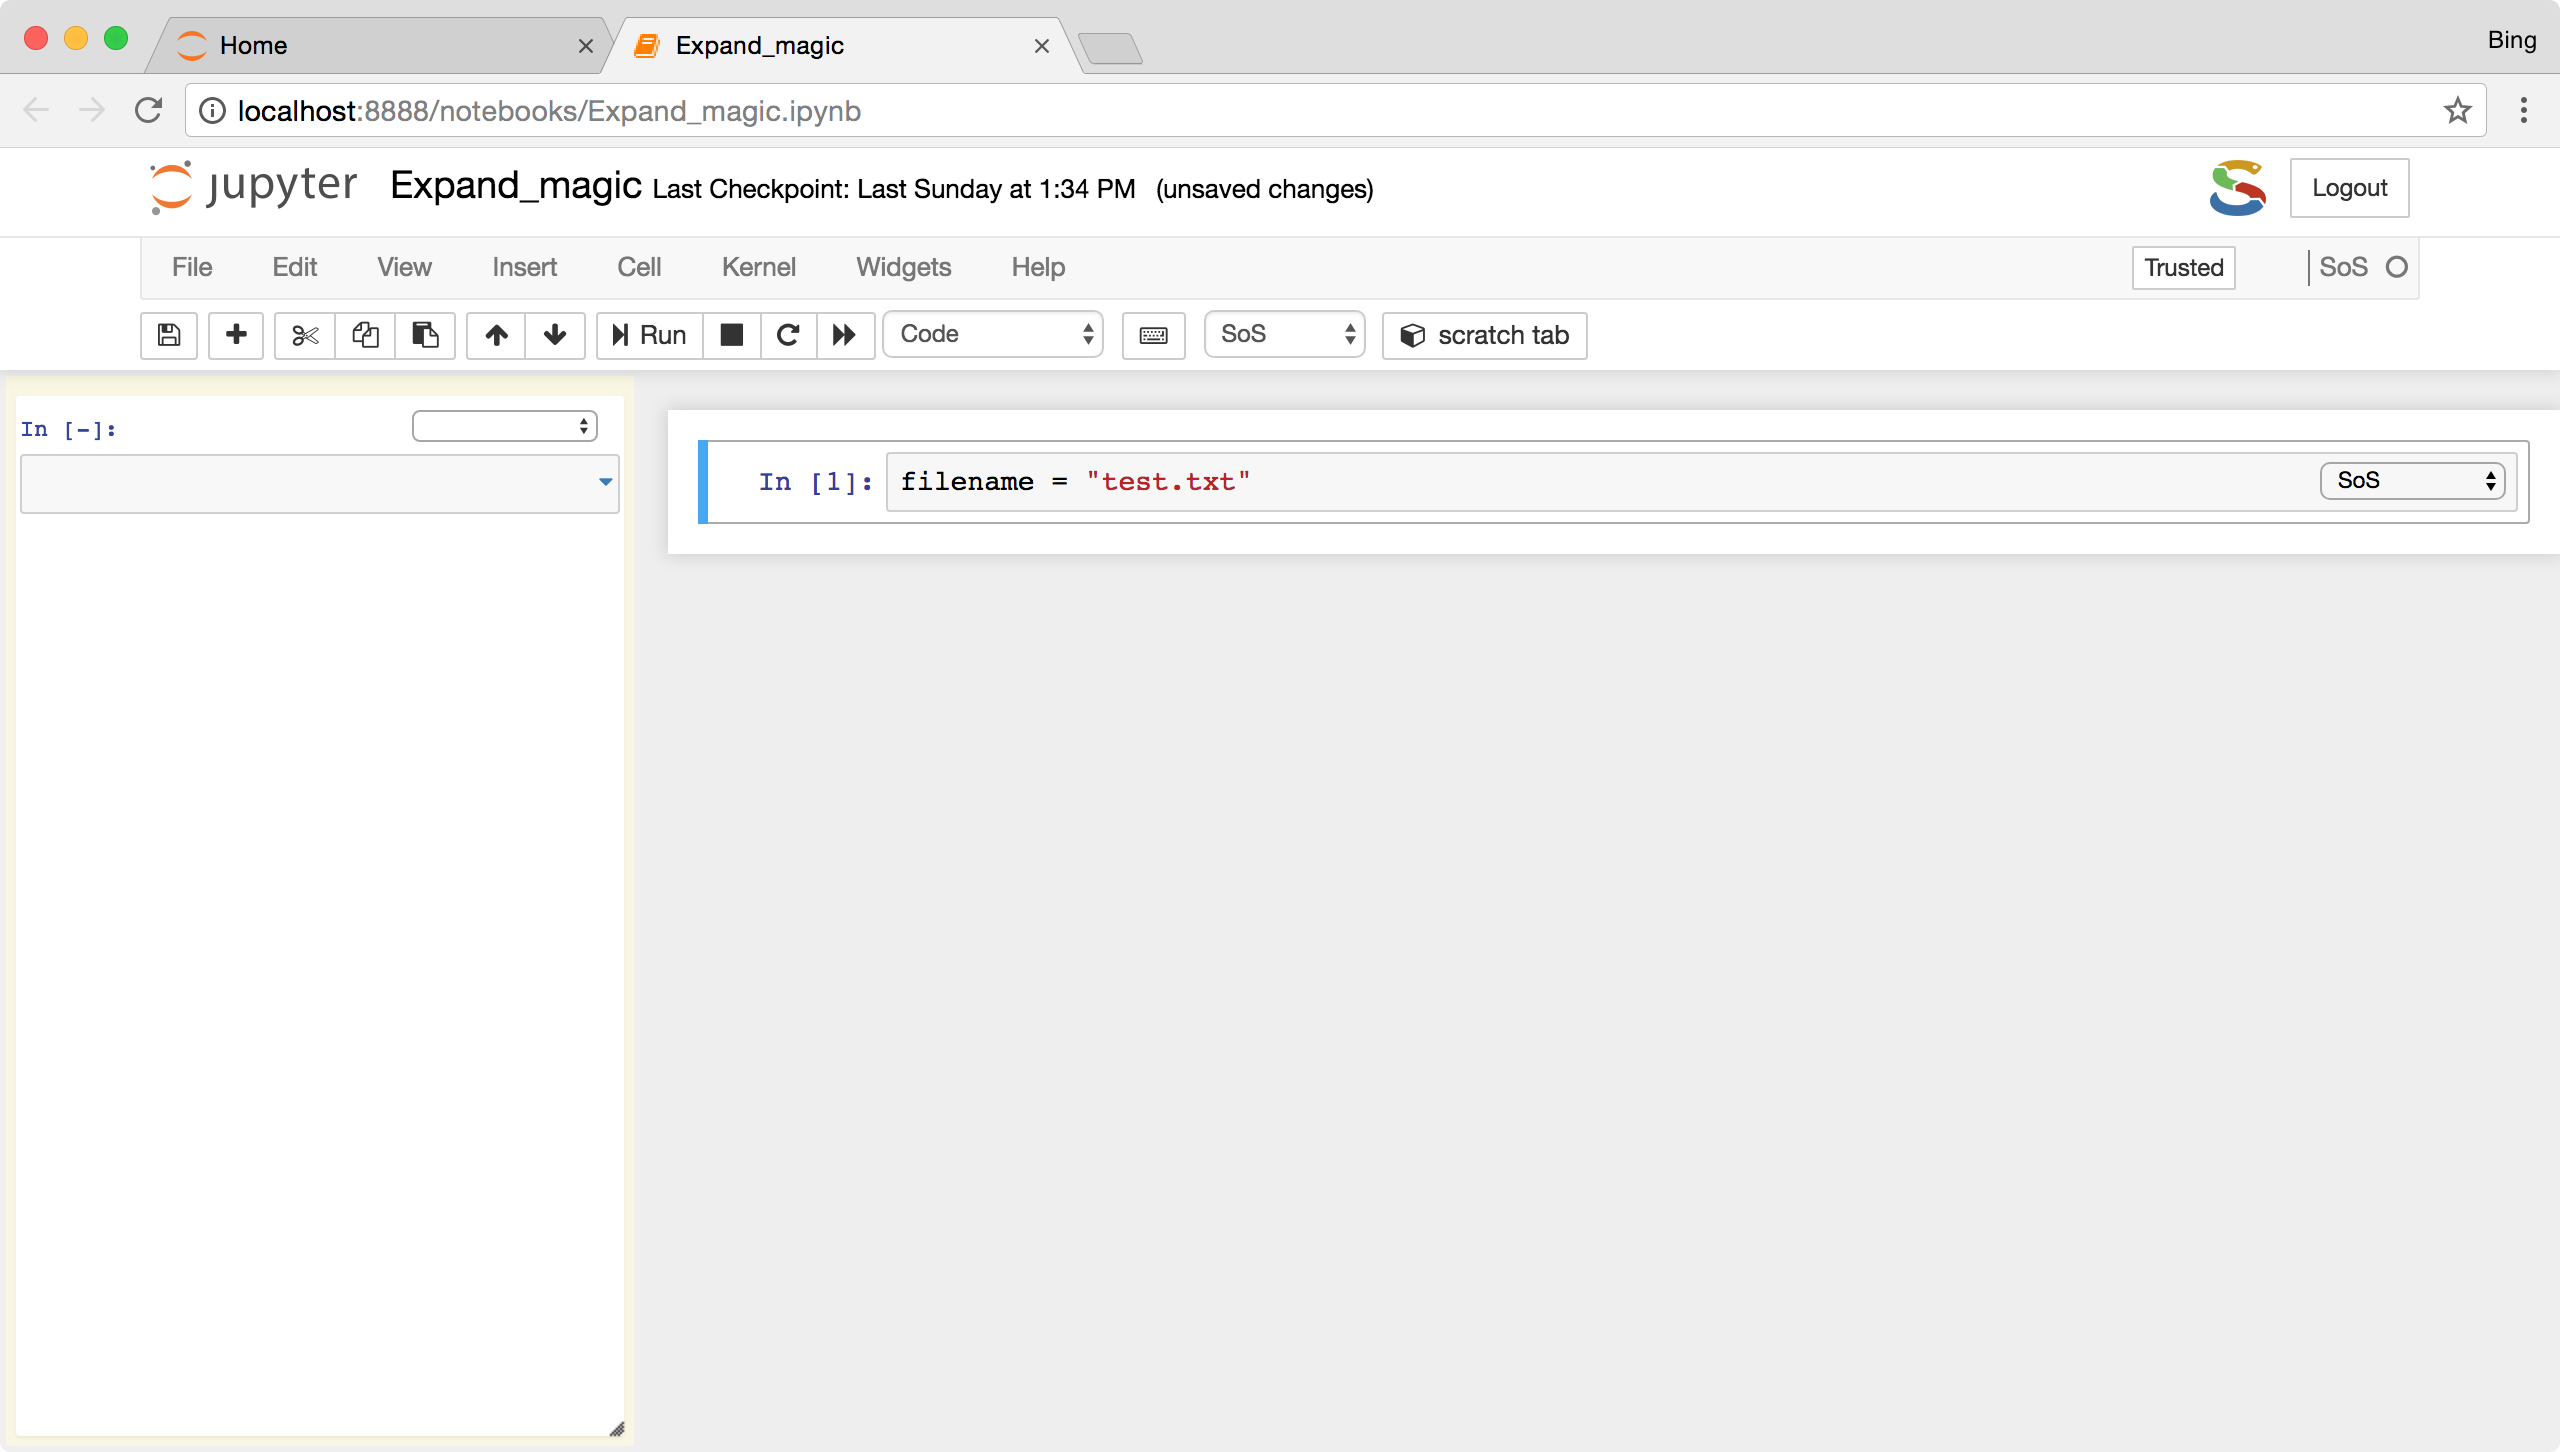 Home
Expand_magic
Bing
localhost:8888/notebooks/Expand_magic.ipynb
jupyter Expand_magic Last Checkpoint: Last Sunday at 1:34 PM (unsaved changes)
Logout
File Edit View Insert Cell Kernel Widgets Help Trusted SoS
Run Code SoS scratch tab
In [-]:
In [1]: filename = "test.txt" SoS